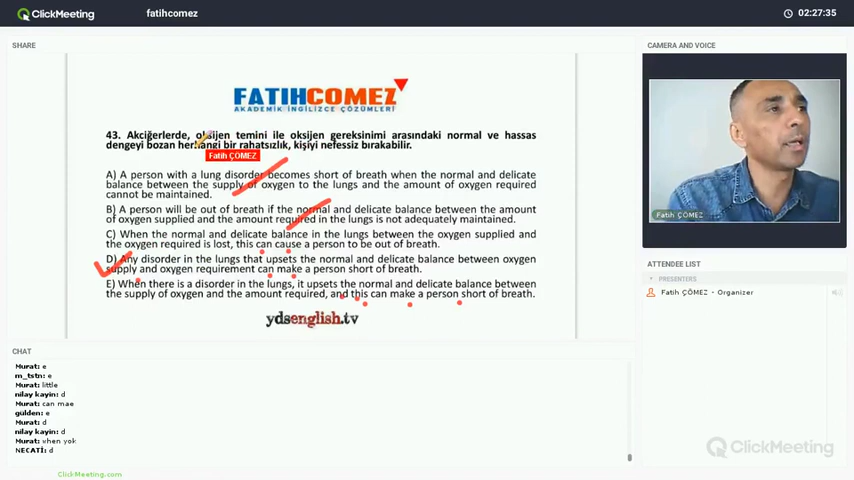 ClickMeeting
fatihcomez
02:27:35
SHARE
CAMERA AND VOICE
FATIHCOMEZ
AKADEMİK İNGİLİZCE ÇÖZÜMLERİ
43. Akciğerlerde, oksijen temini ile oksijen gereksinimi arasındaki normal ve hassas
dengeyi bozan herhangi bir rahatsızlık, kişiyi nefessiz bırakabilir.
Fatih ÇÖMEZ
A) A person with a lung disorder becomes short of breath when the normal and delicate
balance between the supply of oxygen to the lungs and the amount of oxygen required
cannot be maintained.
B) A person will be out of breath if the normal and delicate balance between the amount
of oxygen supplied and the amount required in the lungs is not adequately maintained.
C) When the normal and delicate balance in the lungs between the oxygen supplied and
the oxygen required is lost, this can cause a person to be out of breath.
D) Any disorder in the lungs that upsets the normal and delicate balance between oxygen
supply and oxygen requirement can make a person short of breath.
E) When there is a disorder in the lungs, it upsets the normal and delicate balance between
the supply of oxygen and the amount required, and this can make a person short of breath.
ydsenglish.tv
Fatih ÇÖMEZ
ATTENDEE LIST
PRESENTERS
Fatih ÇÖMEZ - Organizer
CHAT
Murat: e
m_tstn: e
Murat: little
nilay kayin: d
Murat: can mae
gülden: e
Murat: d
nilay kayin: d
Murat: when yok
NECATİ: d
ClickMeeting
ClickMeeting.com